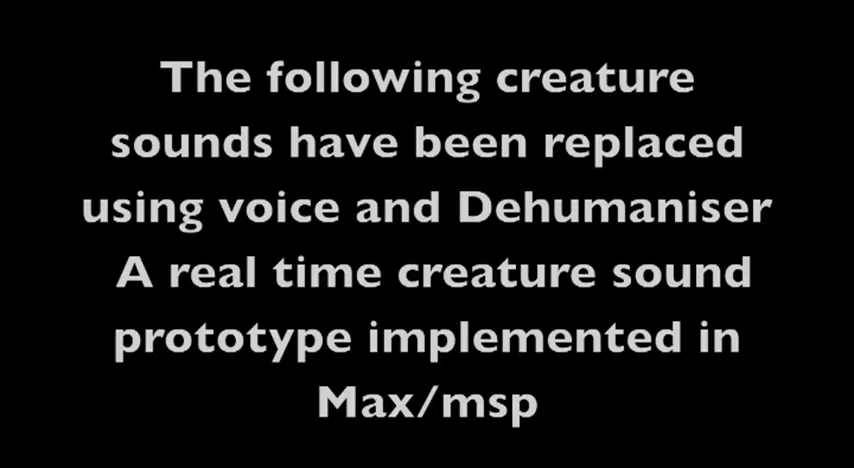 The following creature
sounds have been replaced
using voice and Dehumaniser
A real time creature sound
prototype implemented in
Max/msp